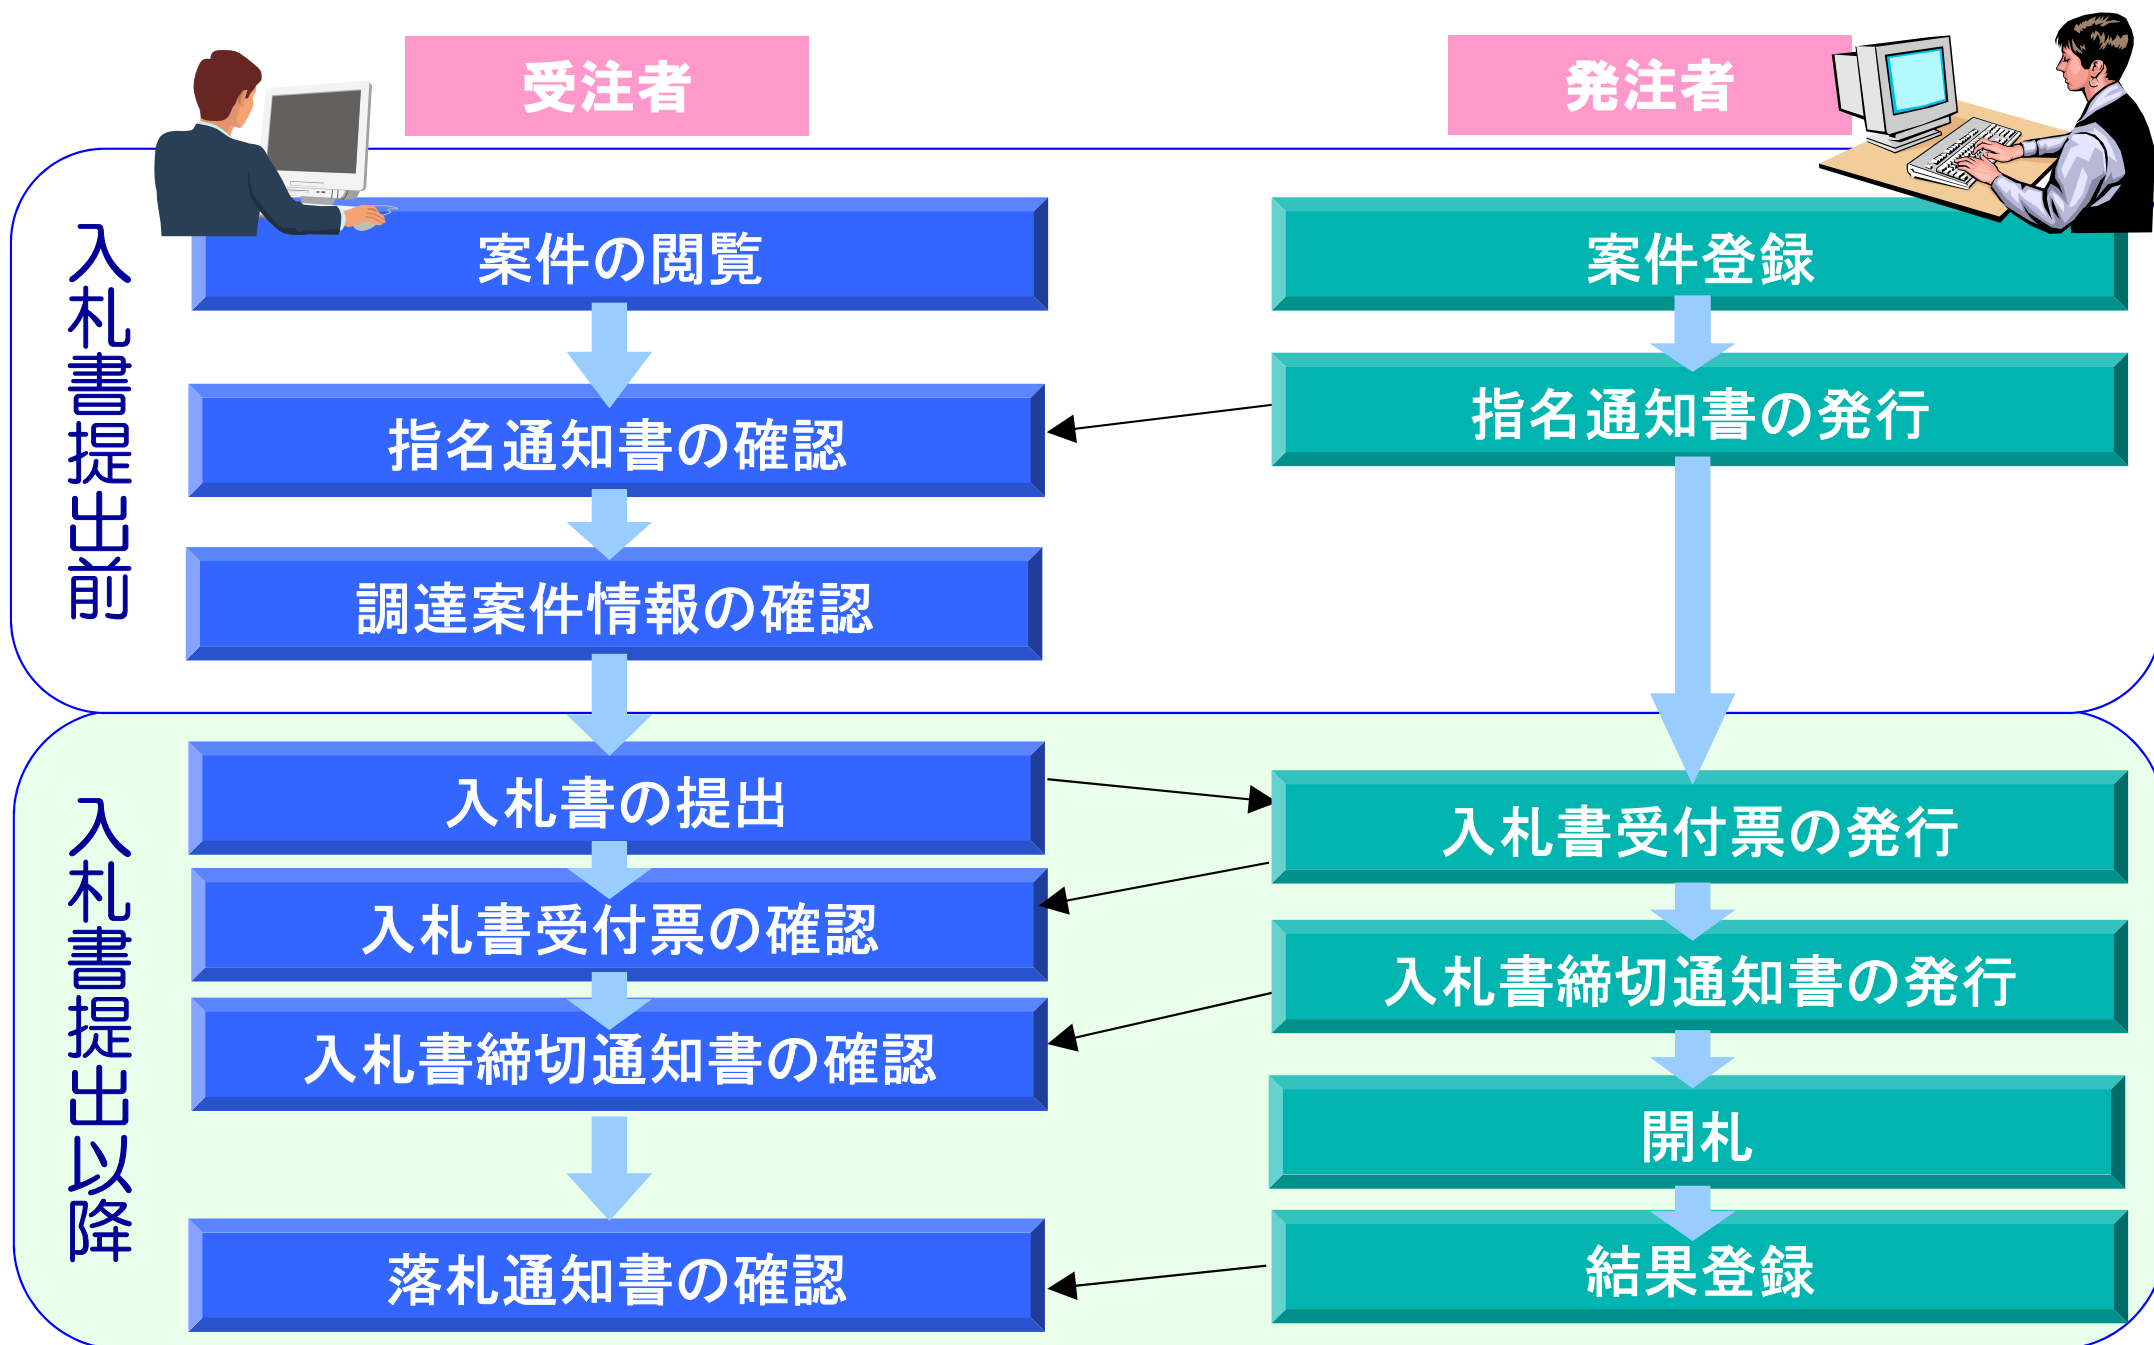 受注者
発注者
入札書提出前
案件の閲覧
案件登録
指名通知書の確認
指名通知書の発行
調達案件情報の確認
入札書提出以降
入札書の提出
入札書受付票の発行
入札書受付票の確認
入札書締切通知書の発行
入札書締切通知書の確認
開札
落札通知書の確認
結果登録